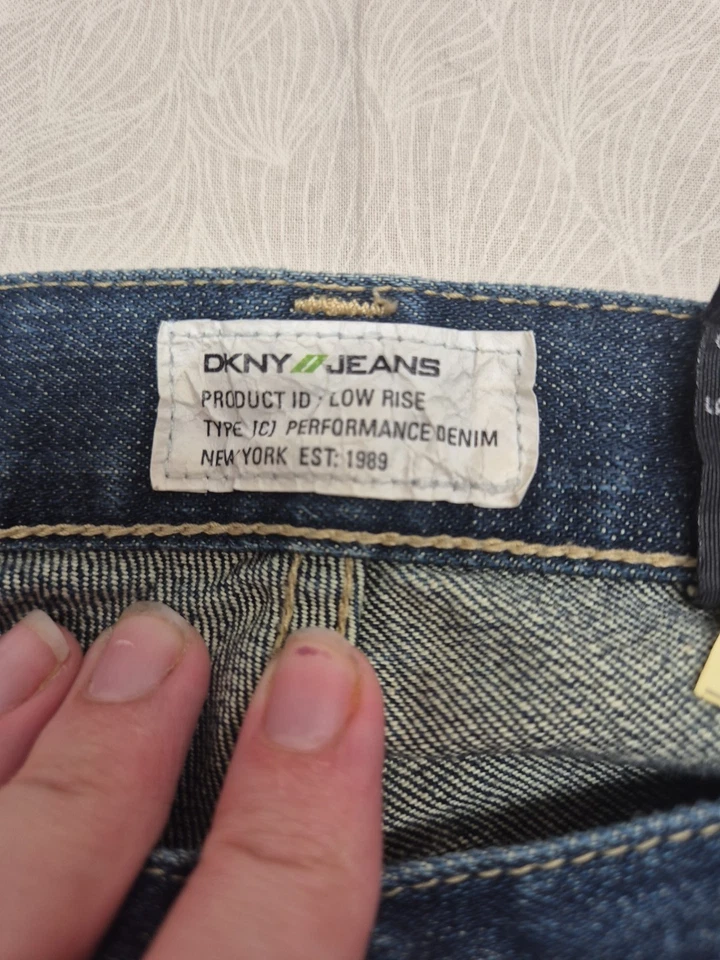 DKNY//JEANS
PRODUCT ID · LOW RISE
TYPE [C] PERFORMANCE DENIM
NEW YORK EST: 1989